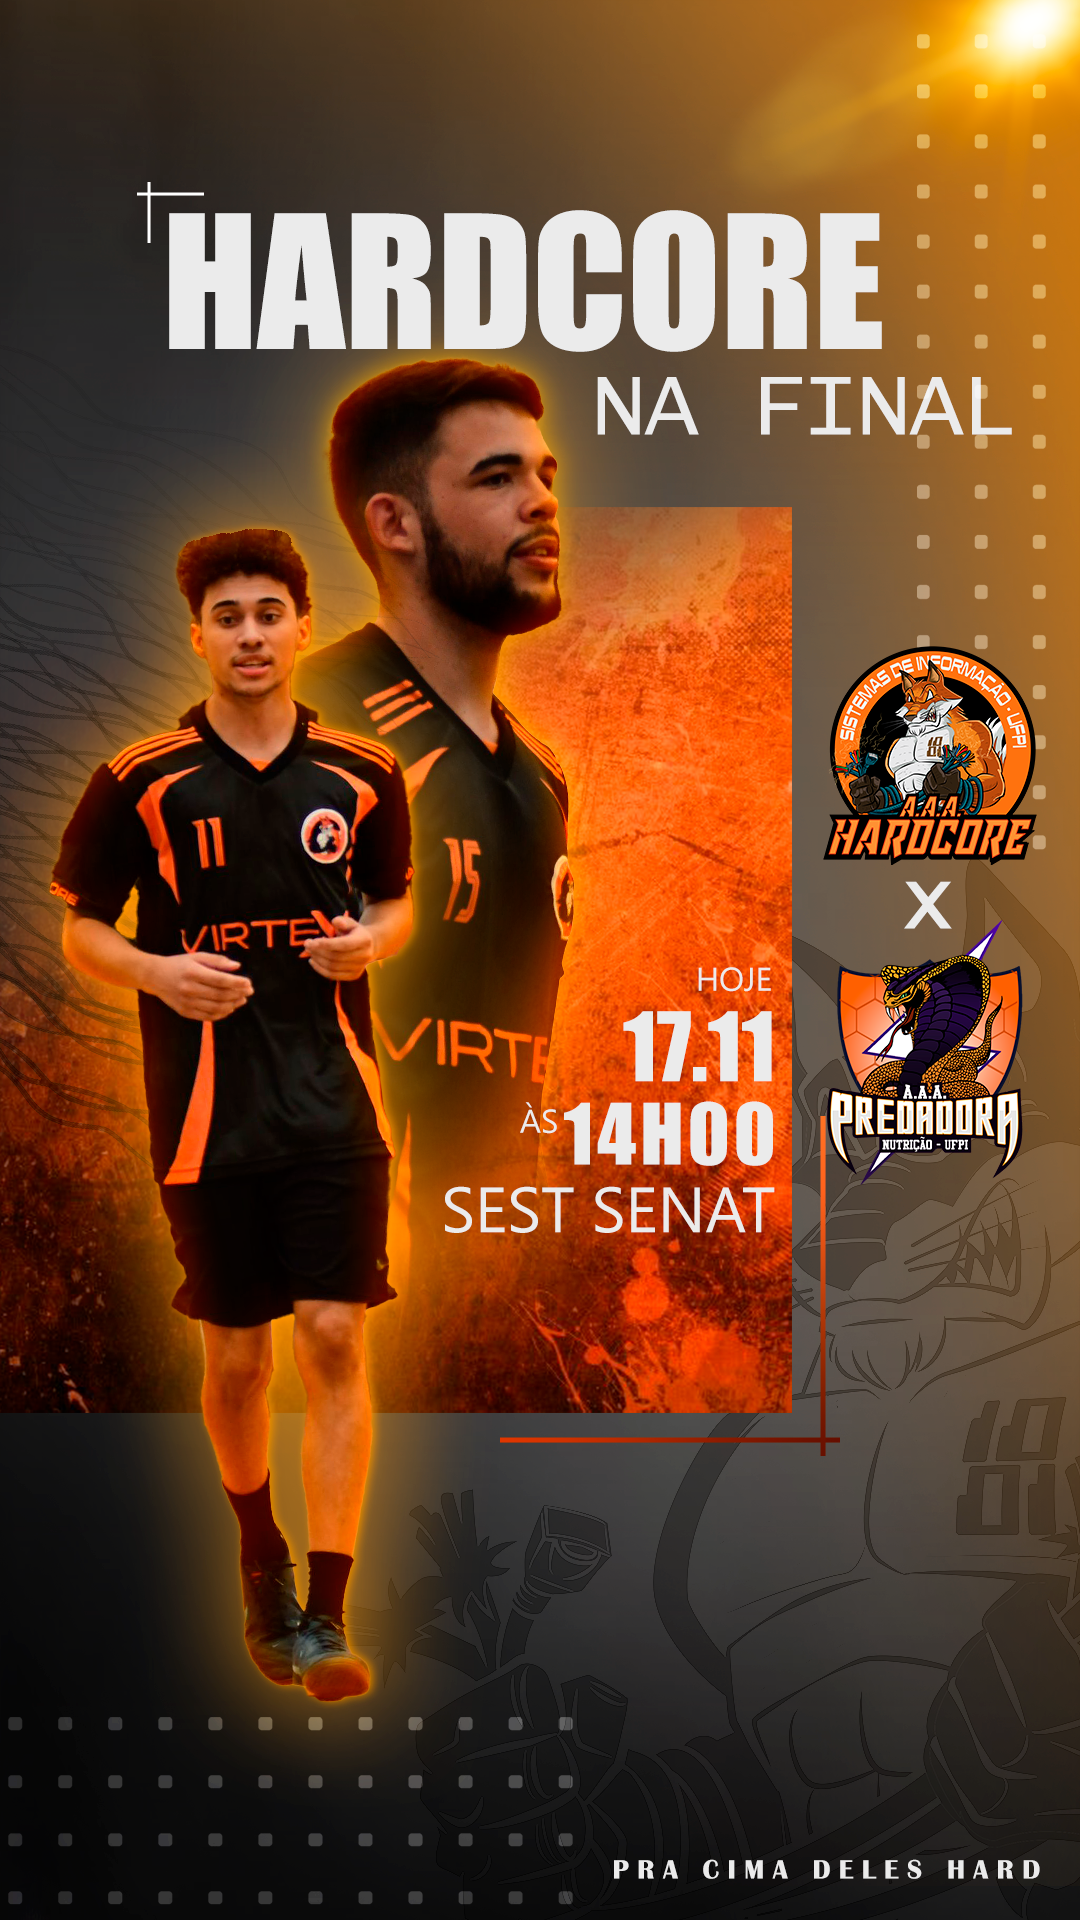 HARDCORE
NA FINAL
SISTEMAS DE INFORMAÇÃO · UFPI
A.A.A.
HARDCORE
X
A.A.A.
PREDADORA
NUTRIÇÃO - UFPI
11
VIRTEX
15
VIRTE
HOJE
17.11
ÀS 14H00
SEST SENAT
PRA CIMA DELES HARD